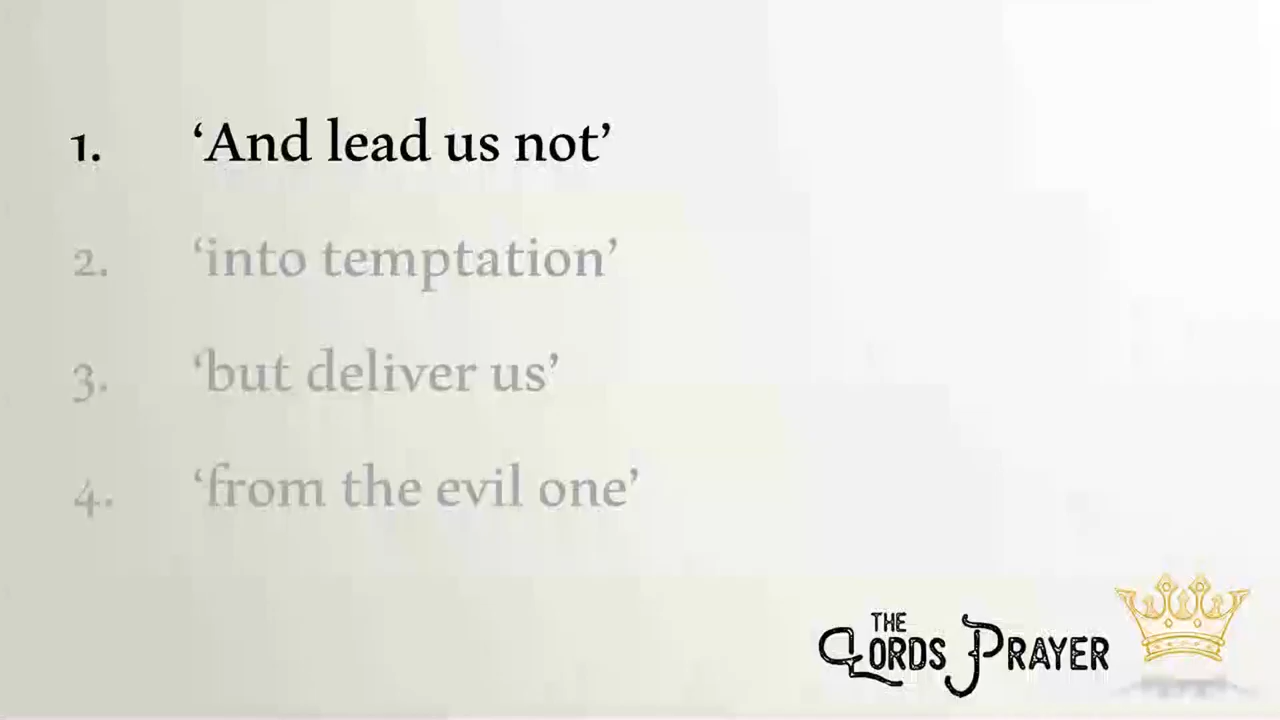 1. ‘And lead us not’
2. ‘into temptation’
3. ‘but deliver us’
4. ‘from the evil one’
THE
LORDS PRAYER